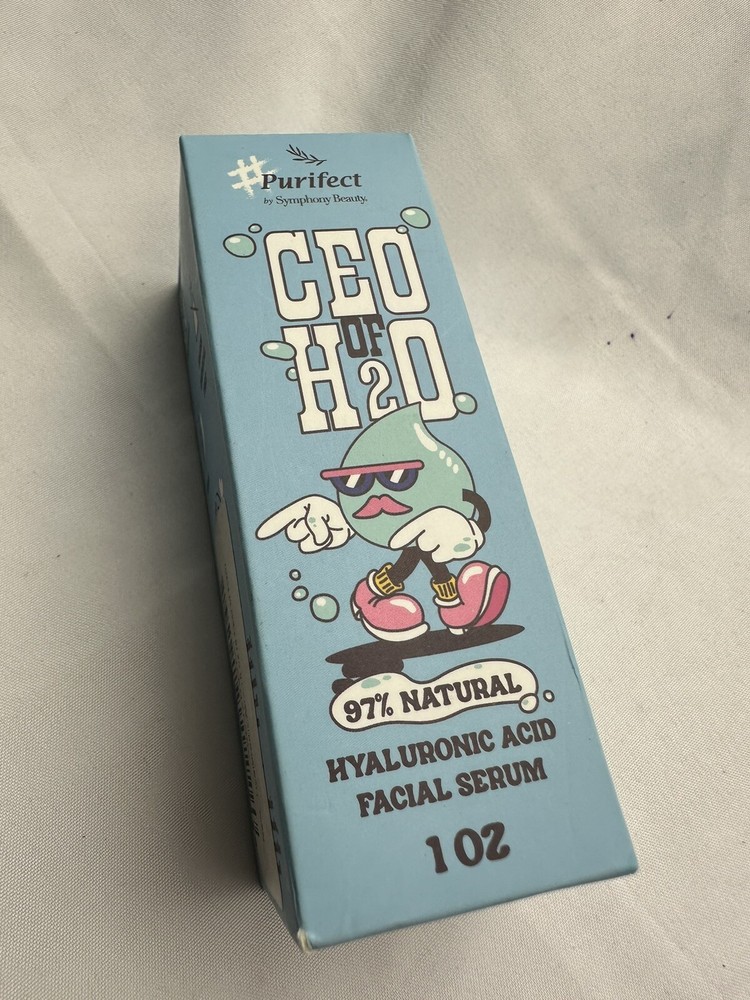 #Purifect
by Symphony Beauty.
CEO
OF
H2O
97% NATURAL
HYALURONIC ACID
FACIAL SERUM
1 OZ